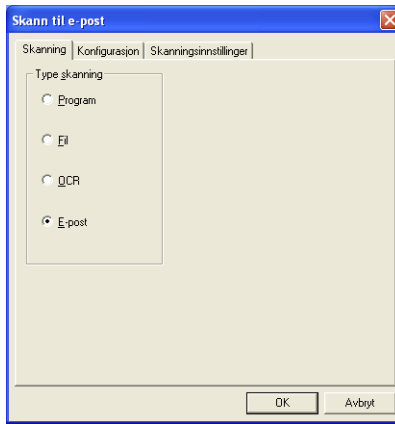 Skann til e-post
Skanning Konfigurasjon Skanningsinnstillinger
Type skanning
Program
Fil
OCR
E-post
OK Avbryt